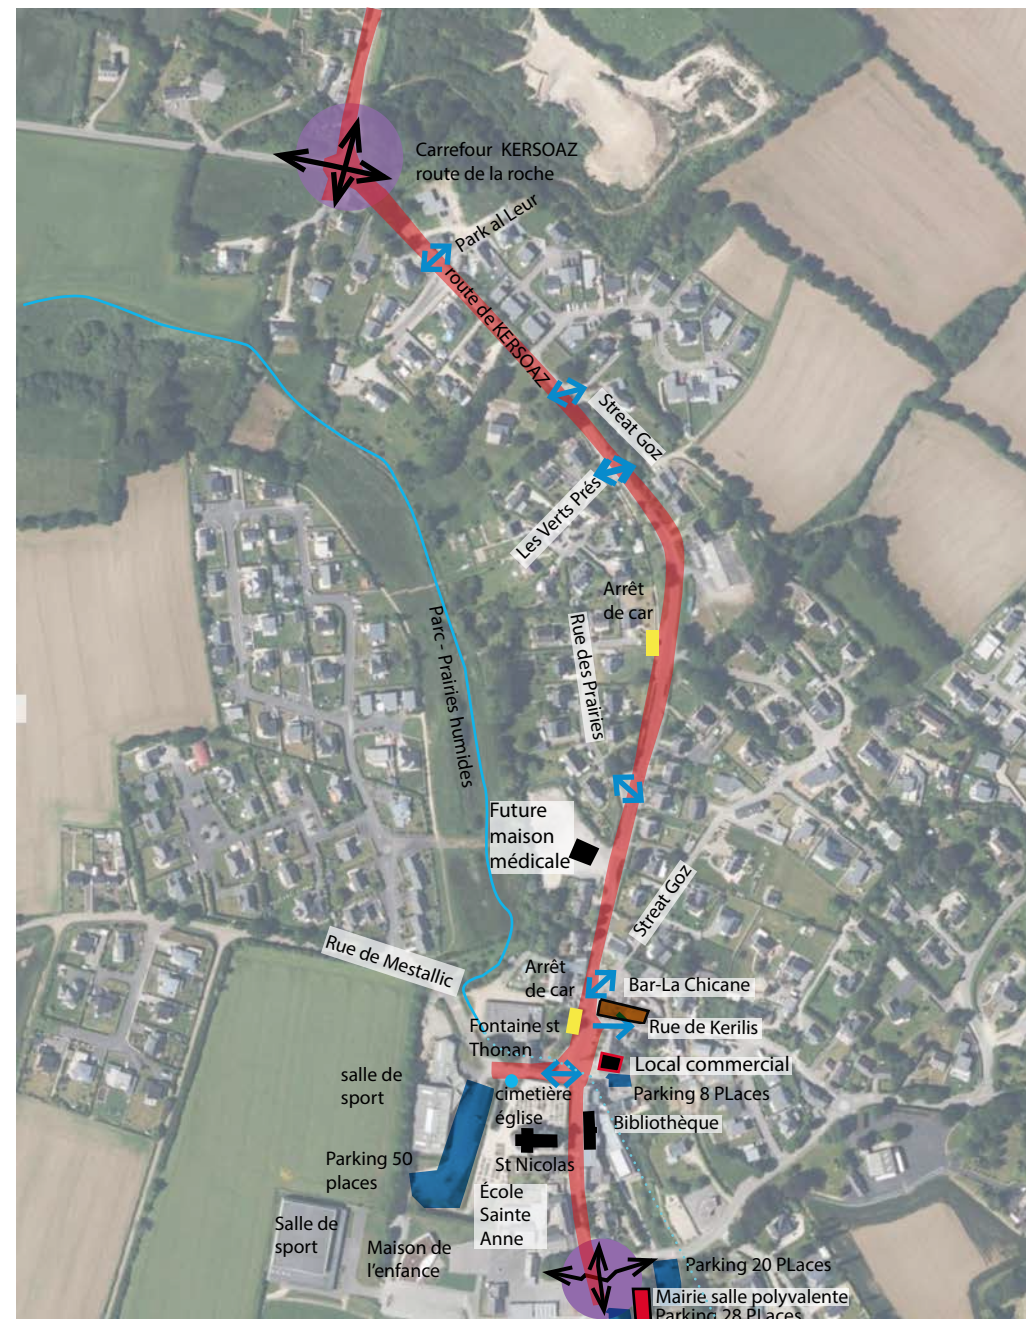 Carrefour KERSOAZ
route de la roche
Park al Leur
route de KERSOAZ
Streat Goz
Les Verts Prés
Arrêt
de car
Rue des Prairies
Parc - Prairies humides
Future
maison
médicale
Streat Goz
Rue de Mestallic
Arrêt
de car
Bar-La Chicane
Fontaine st
Thonan
Rue de Kerilis
Local commercial
salle de
sport
cimetière
église
Parking 8 PLaces
Bibliothèque
Parking 50
places
St Nicolas
École
Sainte
Anne
Salle de
sport
Maison de
l'enfance
Parking 20 PLaces
Mairie salle polyvalente
Parking 28 PLaces